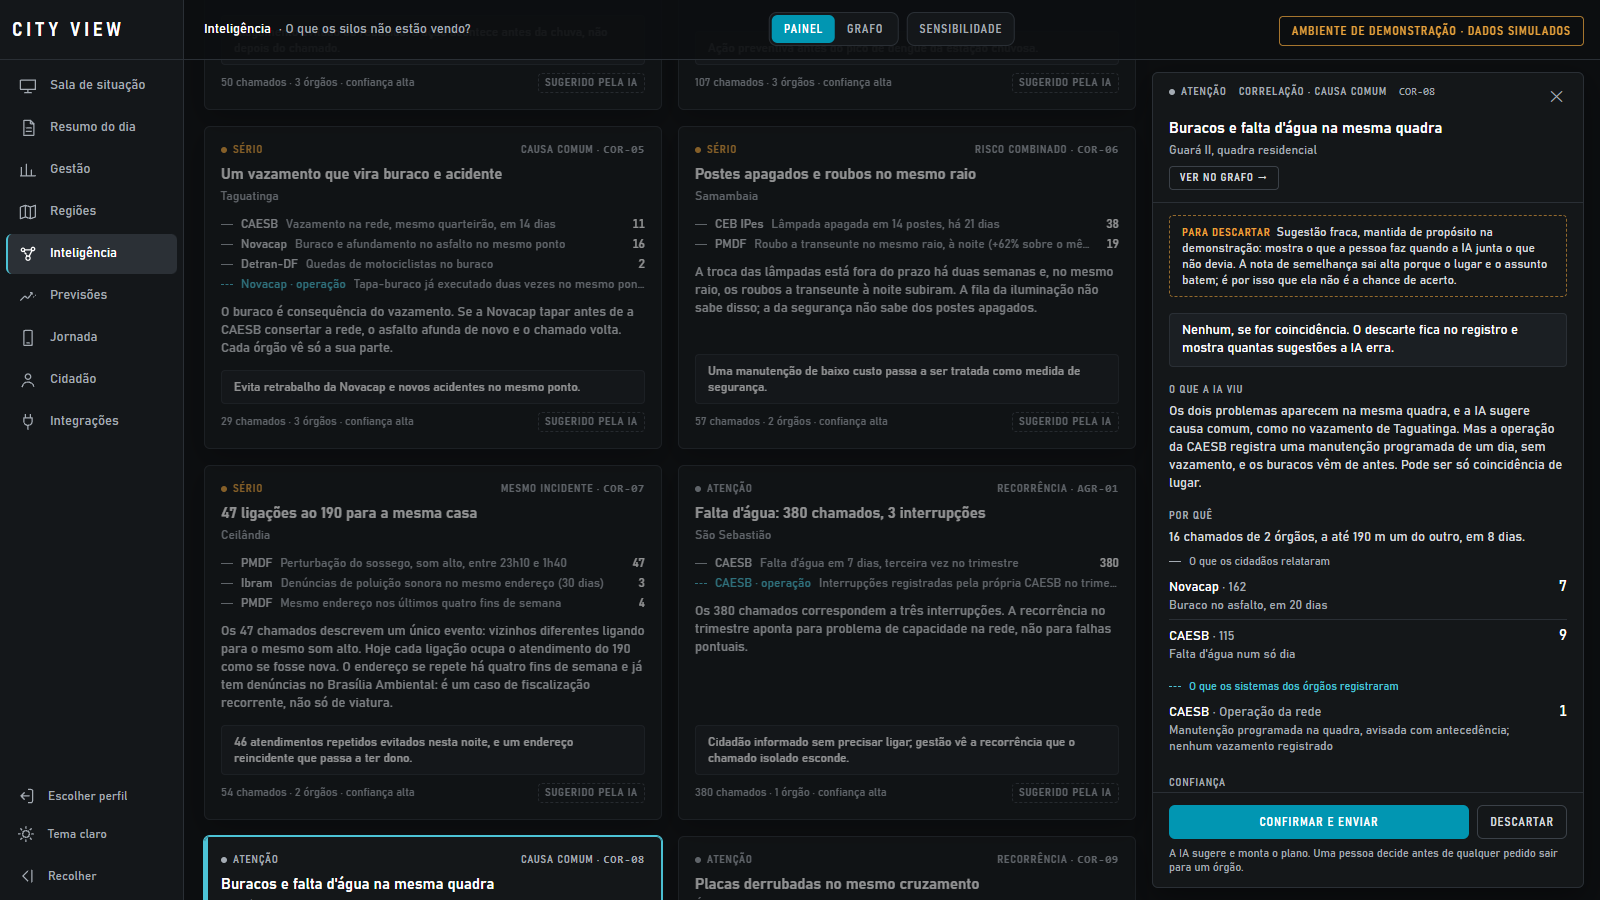 CITY VIEW
Sala de situação
Resumo do dia
Gestão
Regiões
Inteligência
Previsões
Jornada
Cidadão
Integrações
Escolher perfil
Tema claro
Recolher
Inteligência · O que os silos não estão vendo?
PAINEL
GRAFO
SENSIBILIDADE
AMBIENTE DE DEMONSTRAÇÃO · DADOS SIMULADOS
depois do chamado.
50 chamados · 3 órgãos · confiança alta
SUGERIDO PELA IA
107 chamados · 3 órgãos · confiança alta
SUGERIDO PELA IA
SÉRIO
CAUSA COMUM · COR-05
Um vazamento que vira buraco e acidente
Taguatinga
CAESB Vazamento na rede, mesmo quarteirão, em 14 dias 11
Novacap Buraco e afundamento no asfalto no mesmo ponto 16
Detran-DF Quedas de motociclistas no buraco 2
Novacap · operação Tapa-buraco já executado duas vezes no mesmo pon...
O buraco é consequência do vazamento. Se a Novacap tapar antes de a
CAESB consertar a rede, o asfalto afunda de novo e o chamado volta.
Cada órgão vê só a sua parte.
Evita retrabalho da Novacap e novos acidentes no mesmo ponto.
29 chamados · 3 órgãos · confiança alta
SUGERIDO PELA IA
SÉRIO
RISCO COMBINADO · COR-06
Postes apagados e roubos no mesmo raio
Samambaia
CEB IPes Lâmpada apagada em 14 postes, há 21 dias 38
PMDF Roubo a transeunte no mesmo raio, à noite (+62% sobre o mê... 19
A troca das lâmpadas está fora do prazo há duas semanas e, no mesmo
raio, os roubos a transeunte à noite subiram. A fila da iluminação não
sabe disso; a da segurança não sabe dos postes apagados.
Uma manutenção de baixo custo passa a ser tratada como medida de
segurança.
57 chamados · 2 órgãos · confiança alta
SUGERIDO PELA IA
SÉRIO
MESMO INCIDENTE · COR-07
47 ligações ao 190 para a mesma casa
Ceilândia
PMDF Perturbação do sossego, som alto, entre 23h10 e 1h40 47
Ibram Denúncias de poluição sonora no mesmo endereço (30 dias) 3
PMDF Mesmo endereço nos últimos quatro fins de semana 4
Os 47 chamados descrevem um único evento: vizinhos diferentes ligando
para o mesmo som alto. Hoje cada ligação ocupa o atendimento do 190
como se fosse nova. O endereço se repete há quatro fins de semana e já
tem denúncias no Brasília Ambiental: é um caso de fiscalização
recorrente, não só de viatura.
46 atendimentos repetidos evitados nesta noite, e um endereço
reincidente que passa a ter dono.
54 chamados · 2 órgãos · confiança alta
SUGERIDO PELA IA
ATENÇÃO
RECORRÊNCIA · AGR-01
Falta d'água: 380 chamados, 3 interrupções
São Sebastião
CAESB Falta d'água em 7 dias, terceira vez no trimestre 380
CAESB · operação Interrupções registradas pela própria CAESB no trime...
Os 380 chamados correspondem a três interrupções. A recorrência no
trimestre aponta para problema de capacidade na rede, não para falhas
pontuais.
Cidadão informado sem precisar ligar; gestão vê a recorrência que o
chamado isolado esconde.
380 chamados · 1 órgão · confiança alta
SUGERIDO PELA IA
ATENÇÃO
CAUSA COMUM · COR-08
Buracos e falta d'água na mesma quadra
ATENÇÃO
RECORRÊNCIA · COR-09
Placas derrubadas no mesmo cruzamento
ATENÇÃO CORRELAÇÃO · CAUSA COMUM COR-08
Buracos e falta d'água na mesma quadra
Guará II, quadra residencial
VER NO GRAFO →
PARA DESCARTAR Sugestão fraca, mantida de propósito na
demonstração: mostra o que a pessoa faz quando a IA junta o que
não devia. A nota de semelhança sai alta porque o lugar e o assunto
batem; é por isso que ela não é a chance de acerto.
Nenhum, se for coincidência. O descarte fica no registro e
mostra quantas sugestões a IA erra.
O QUE A IA VIU
Os dois problemas aparecem na mesma quadra, e a IA sugere
causa comum, como no vazamento de Taguatinga. Mas a operação
da CAESB registra uma manutenção programada de um dia, sem
vazamento, e os buracos vêm de antes. Pode ser só coincidência de
lugar.
POR QUÊ
16 chamados de 2 órgãos, a até 190 m um do outro, em 8 dias.
O que os cidadãos relataram
Novacap · 162 7
Buraco no asfalto, em 20 dias
CAESB · 115 9
Falta d'água num só dia
O que os sistemas dos órgãos registraram
CAESB · Operação da rede 1
Manutenção programada na quadra, avisada com antecedência;
nenhum vazamento registrado
CONFIANÇA
CONFIRMAR E ENVIAR
DESCARTAR
A IA sugere e monta o plano. Uma pessoa decide antes de qualquer pedido sair
para um órgão.